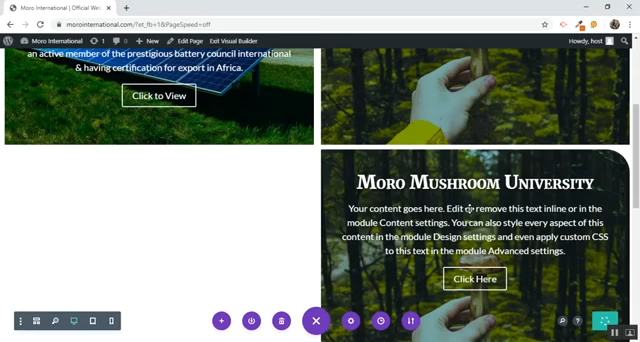 Moro International | Official Web
morointernational.com/?et_fb=1&PageSpeed=off
Moro International
1
0
New
Edit Page
Exit Visual Builder
Howdy, host
an active member of the prestigious battery council international
& having certification for export in Africa.
Click to View
Moro Mushroom University
Your content goes here. Edit or remove this text inline or in the
module Content settings. You can also style every aspect of this
content in the module Design settings and even apply custom CSS
to this text in the module Advanced settings.
Click Here